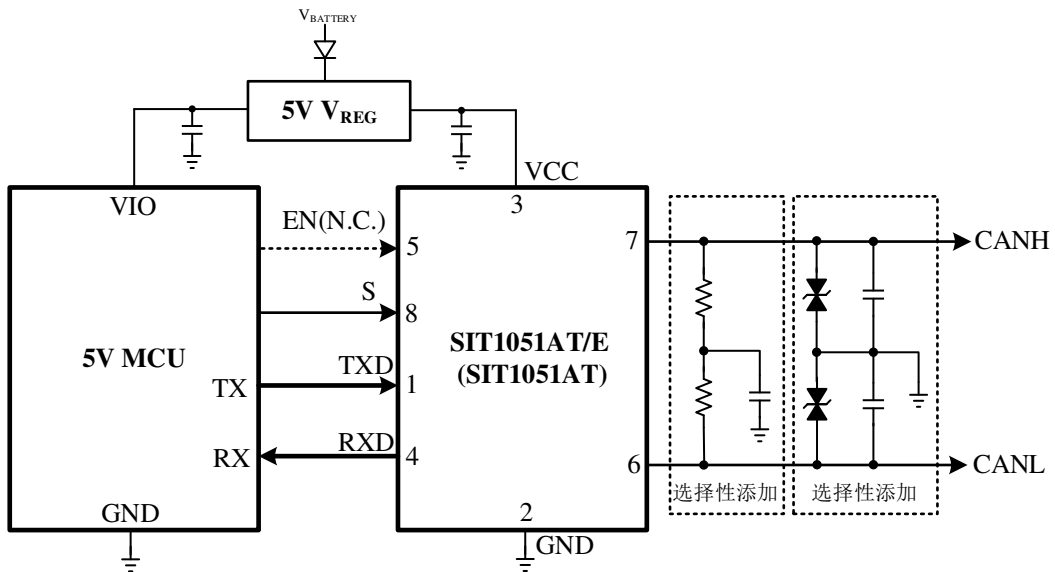 VBATTERY
5V VREG
VCC
VIO
3
EN(N.C.)
5
7
CANH
S
8
5V MCU
SIT1051AT/E
(SIT1051AT)
TX
TXD
1
RX
RXD
4
6
CANL
选择性添加
选择性添加
GND
2
GND